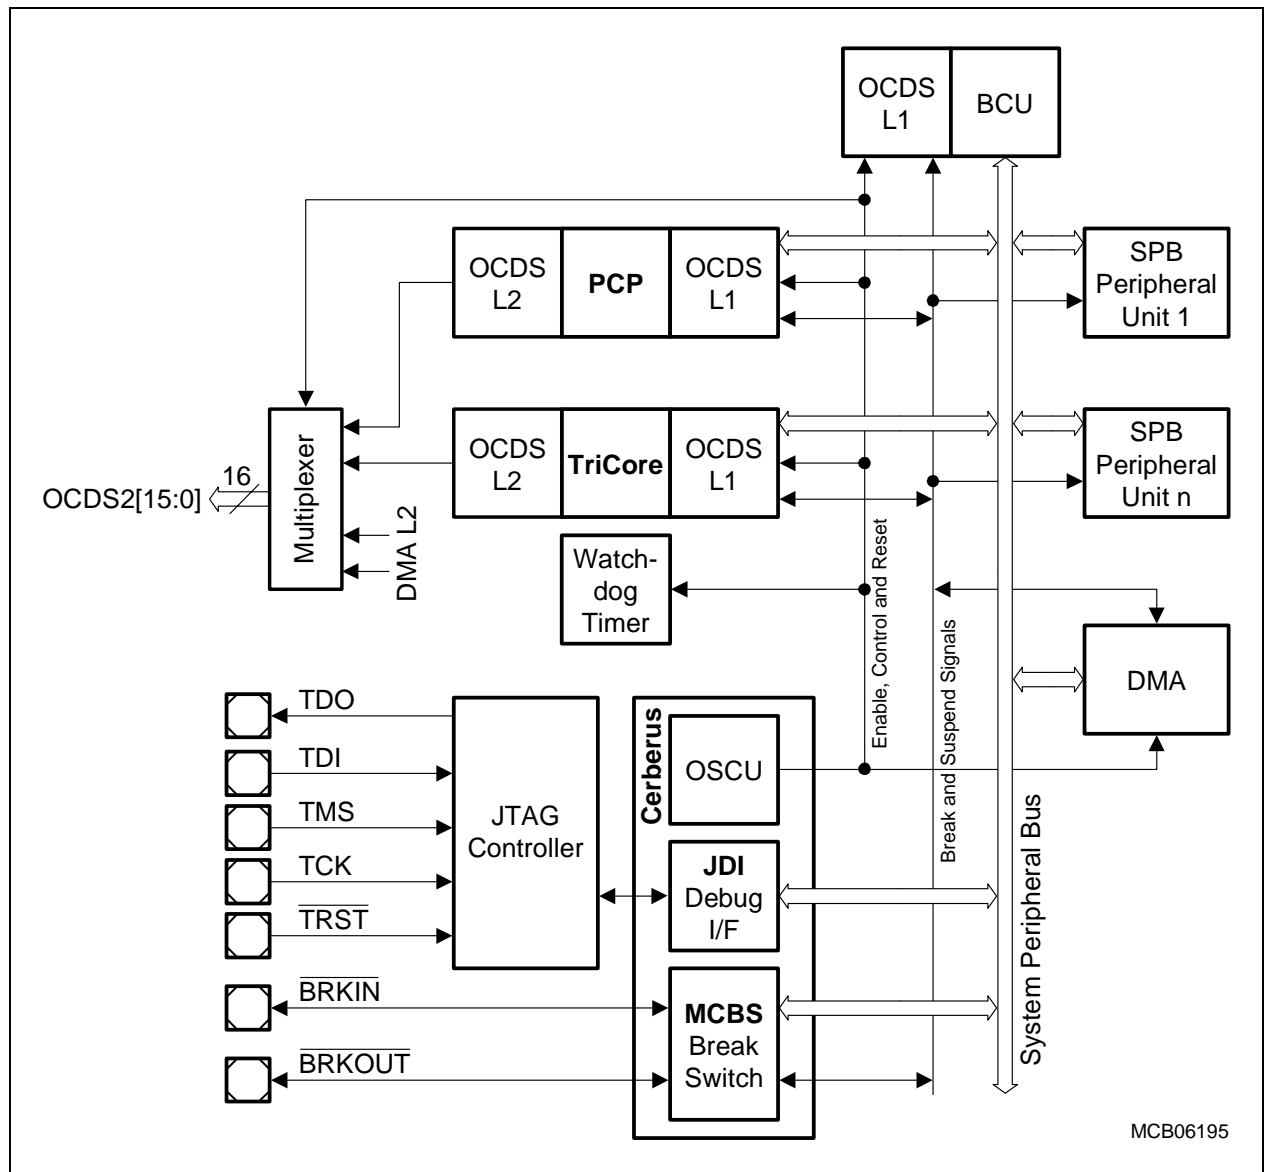 OCDS
L1
BCU
OCDS
L2
PCP
OCDS
L1
SPB
Peripheral
Unit 1
OCDS2[15:0]
16
Multiplexer
DMA L2
OCDS
L2
TriCore
OCDS
L1
SPB
Peripheral
Unit n
Watch-
dog
Timer
Enable, Control and Reset
Break and Suspend Signals
DMA
System Peripheral Bus
TDO
TDI
TMS
TCK
TRST
BRKIN
BRKOUT
JTAG
Controller
Cerberus
OSCU
JDI
Debug
I/F
MCBS
Break
Switch
MCB06195